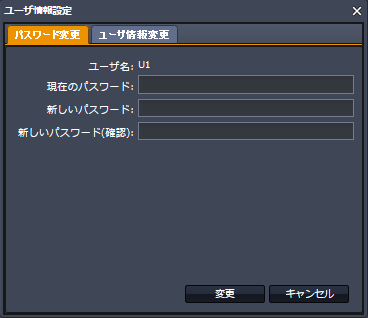 ユーザ情報設定
パスワード変更 ユーザ情報変更
ユーザ名: U1
現在のパスワード:
新しいパスワード:
新しいパスワード(確認):
変更 キャンセル